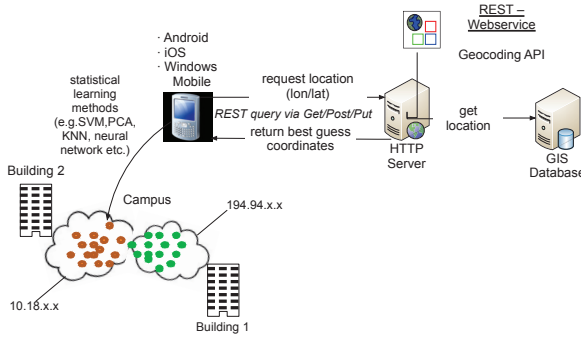 REST –
Webservice
Geocoding API
· Android
· iOS
· Windows
Mobile
statistical
learning
methods
(e.g.SVM,PCA,
KNN, neural
network etc.)
request location
(lon/lat)
REST query via Get/Post/Put
return best guess
coordinates
HTTP
Server
get
location
GIS
Database
Building 2
Campus
194.94.x.x
10.18.x.x
Building 1